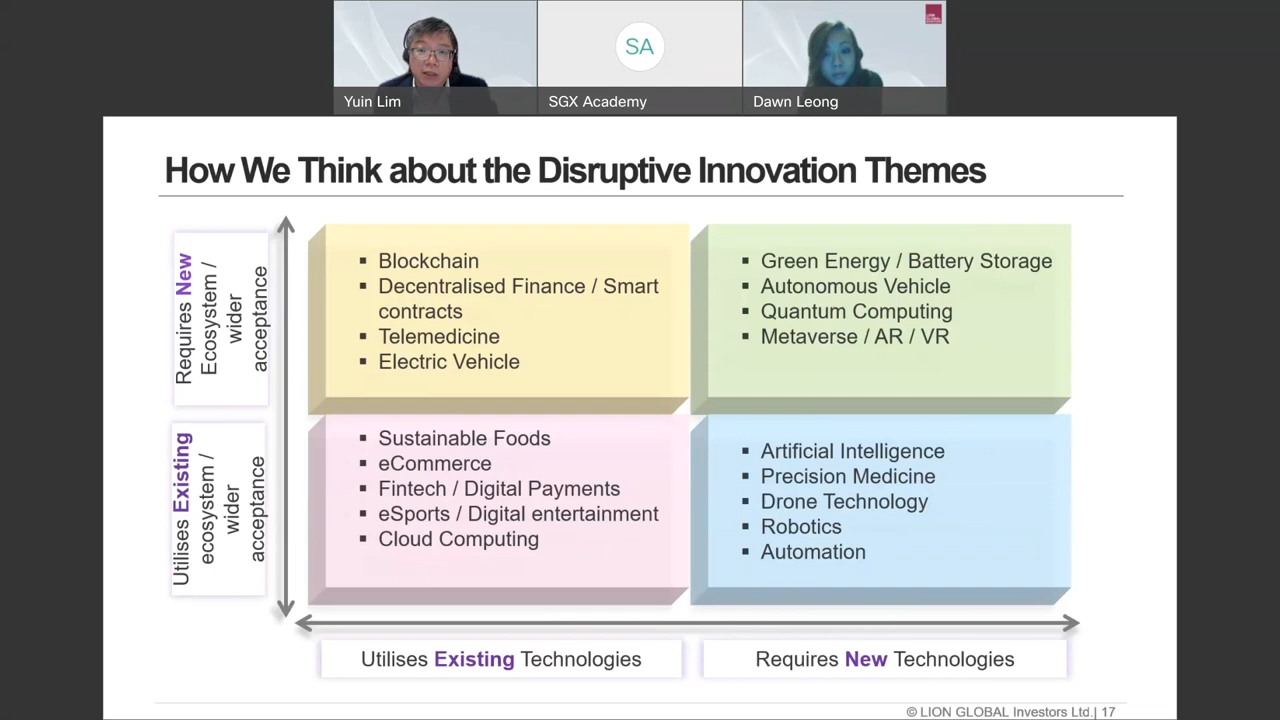 SA
LION
GLOBAL
INVESTORS
Yuin Lim
SGX Academy
Dawn Leong
How We Think about the Disruptive Innovation Themes
Requires New
Ecosystem /
wider
acceptance
▪ Blockchain
▪ Decentralised Finance / Smart
contracts
▪ Telemedicine
▪ Electric Vehicle
▪ Green Energy / Battery Storage
▪ Autonomous Vehicle
▪ Quantum Computing
▪ Metaverse / AR / VR
Utilises Existing
ecosystem /
wider
acceptance
▪ Sustainable Foods
▪ eCommerce
▪ Fintech / Digital Payments
▪ eSports / Digital entertainment
▪ Cloud Computing
▪ Artificial Intelligence
▪ Precision Medicine
▪ Drone Technology
▪ Robotics
▪ Automation
Utilises Existing Technologies
Requires New Technologies
© LION GLOBAL Investors Ltd.| 17